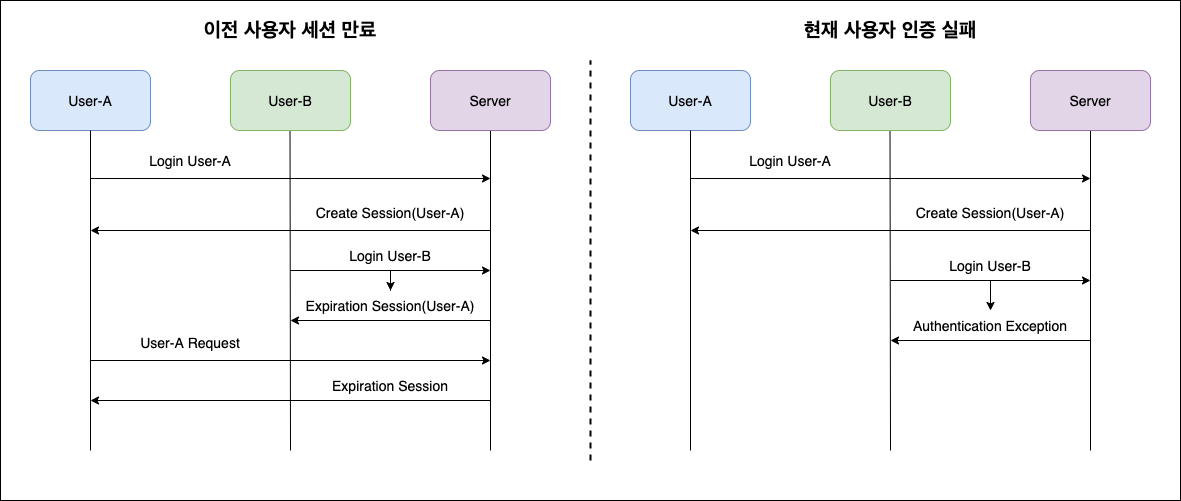 이전 사용자 세션 만료
User-A
User-B
Server
Login User-A
Create Session(User-A)
Login User-B
Expiration Session(User-A)
User-A Request
Expiration Session
현재 사용자 인증 실패
User-A
User-B
Server
Login User-A
Create Session(User-A)
Login User-B
Authentication Exception